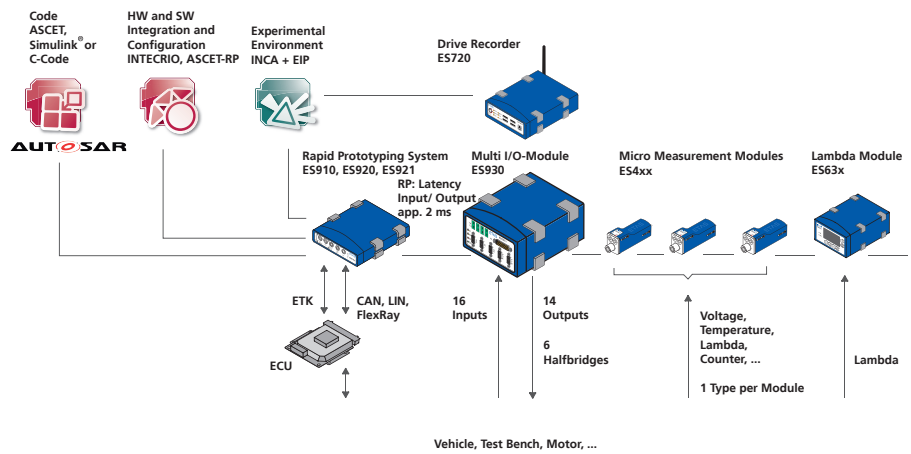 Code
ASCET,
Simulink® or
C-Code
AUTOSAR
HW and SW
Integration and
Configuration
INTECRIO, ASCET-RP
Experimental
Environment
INCA + EIP
Drive Recorder
ES720
Rapid Prototyping System
ES910, ES920, ES921
RP: Latency
Input/ Output
app. 2 ms
Multi I/O-Module
ES930
Micro Measurement Modules
ES4xx
Lambda Module
ES63x
ETK
CAN, LIN,
FlexRay
ECU
16
Inputs
14
Outputs
6
Halfbridges
Voltage,
Temperature,
Lambda,
Counter, ...
1 Type per Module
Lambda
Vehicle, Test Bench, Motor, ...